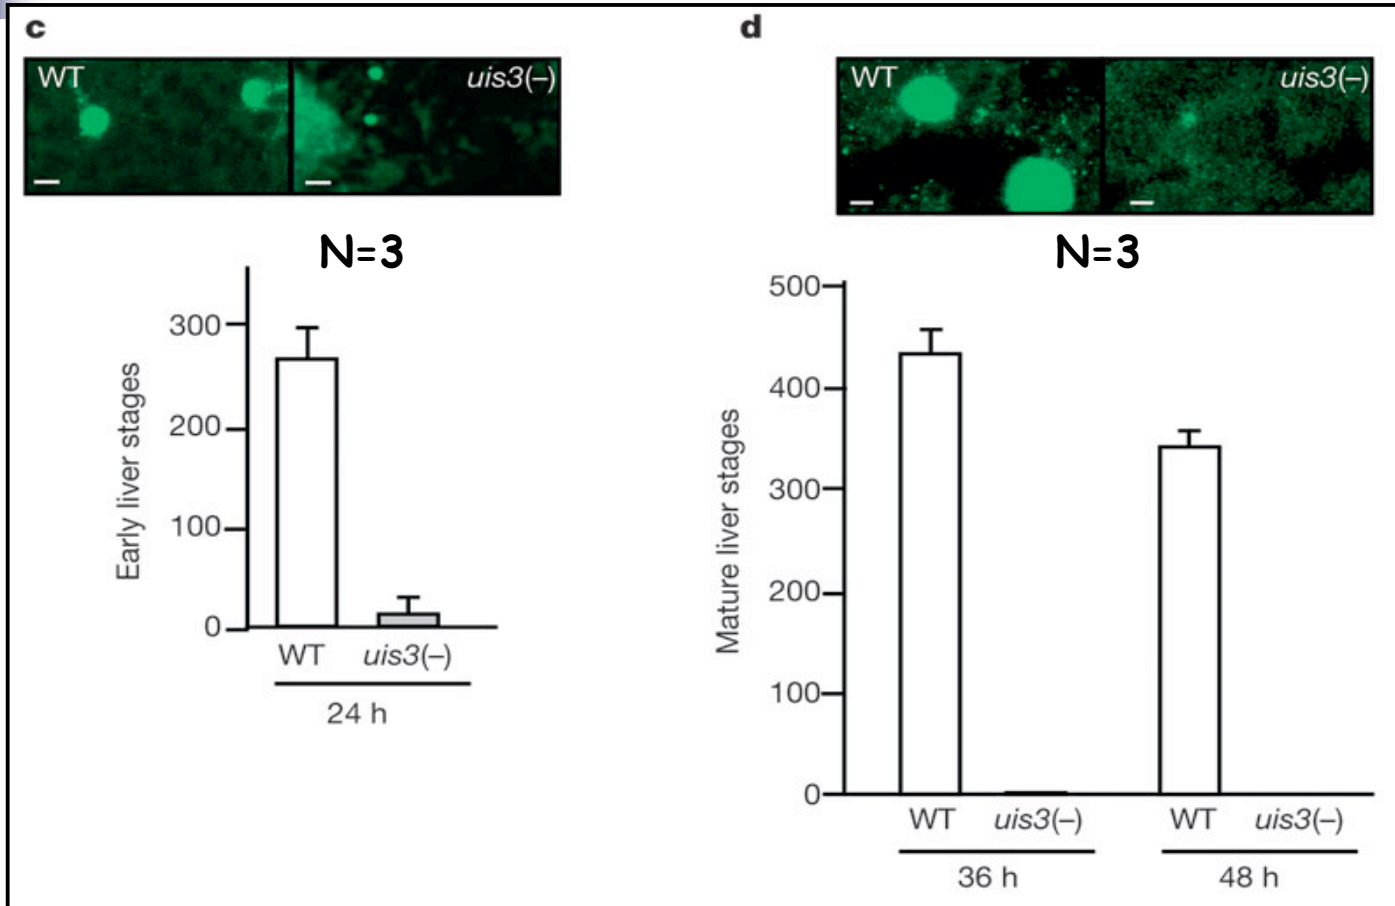 c
WT
uis3(–)
N=3
300
200
100
0
Early liver stages
WT
uis3(–)
24 h
d
WT
uis3(–)
N=3
500
400
300
200
100
0
Mature liver stages
WT
uis3(–)
WT
uis3(–)
36 h
48 h